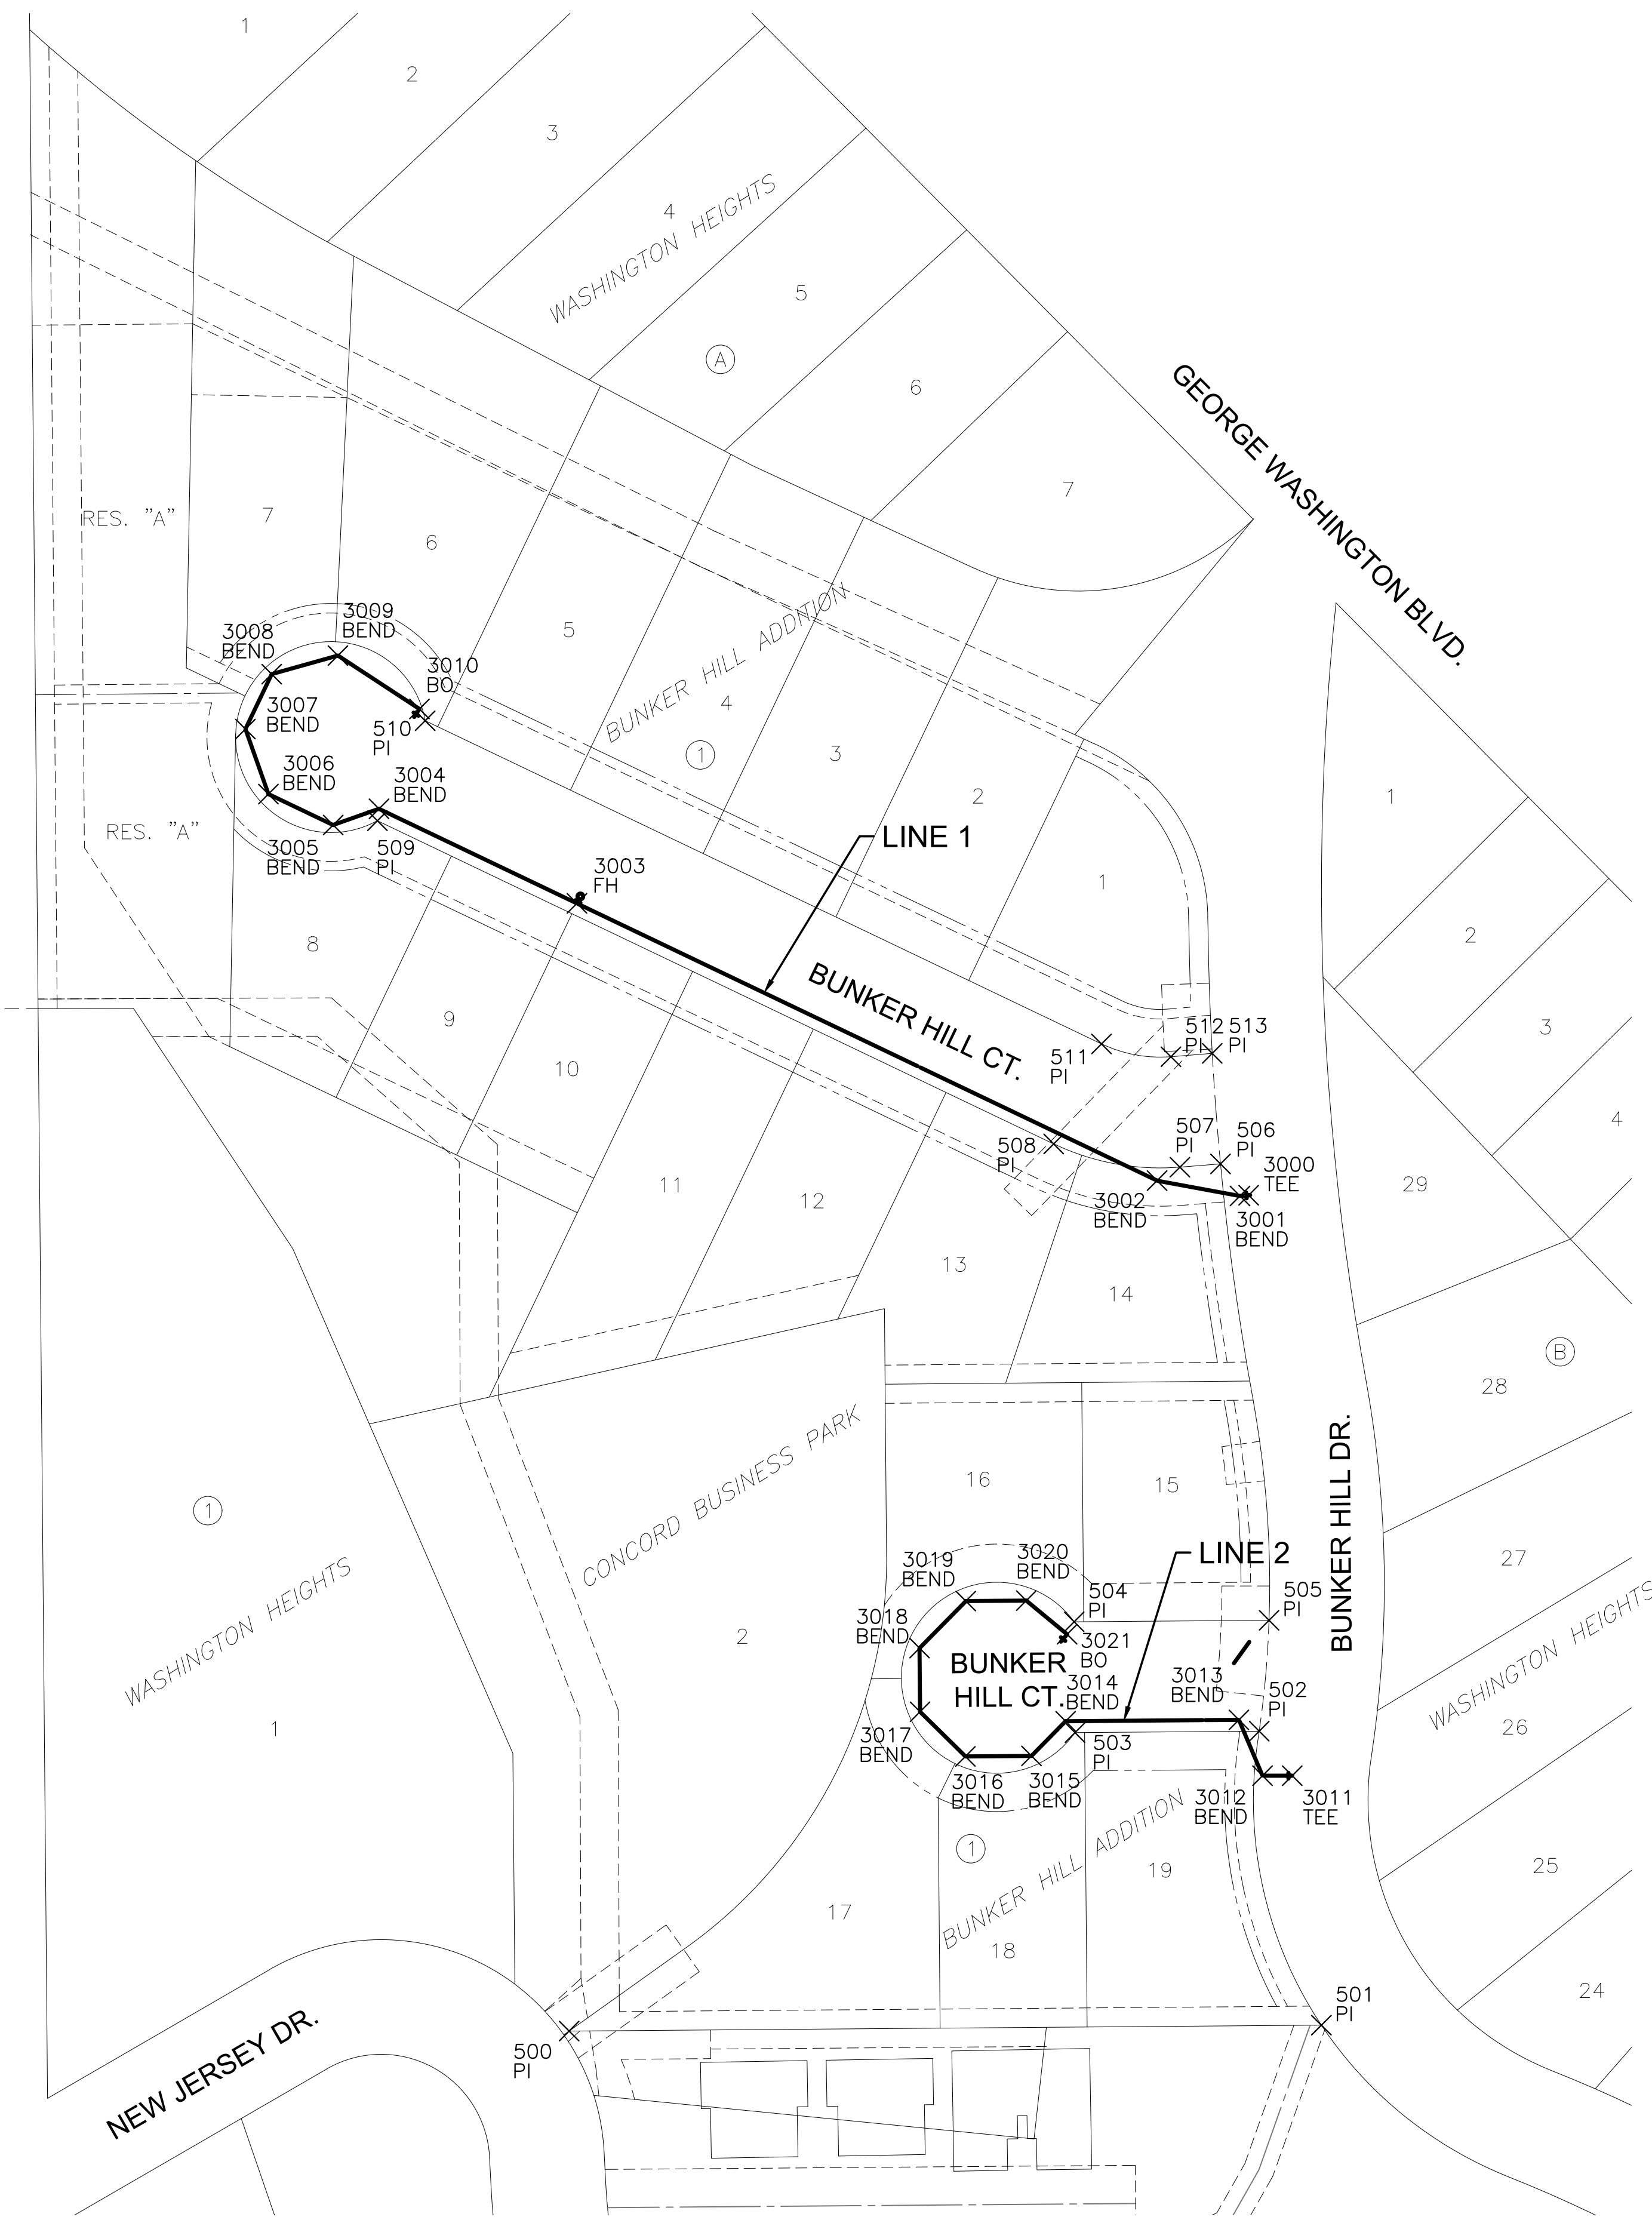 1
2
3
4
WASHINGTON HEIGHTS
5
A
6
7
GEORGE WASHINGTON BLVD.
RES. "A"
7
6
5
BUNKER HILL ADDITION
4
1
3
2
1
3009
BEND
3008
BEND
3010
BO
3007
BEND
510
PI
3006
BEND
3004
BEND
RES. "A"
3005
BEND
509
PI
3003
FH
LINE 1
BUNKER HILL CT.
8
9
10
11
12
13
14
512
PI
513
PI
511
PI
508
PI
507
PI
506
PI
3000
TEE
3002
BEND
3001
BEND
1
2
3
4
29
B
28
27
WASHINGTON HEIGHTS
26
25
24
BUNKER HILL DR.
CONCORD BUSINESS PARK
16
15
1
WASHINGTON HEIGHTS
1
2
3019
BEND
3020
BEND
LINE 2
504
PI
505
PI
3018
BEND
3021
BO
BUNKER
HILL CT.
3014
BEND
3013
BEND
502
PI
3017
BEND
503
PI
3016
BEND
3015
BEND
3012
BEND
3011
TEE
1
BUNKER HILL ADDITION
17
18
19
501
PI
500
PI
NEW JERSEY DR.